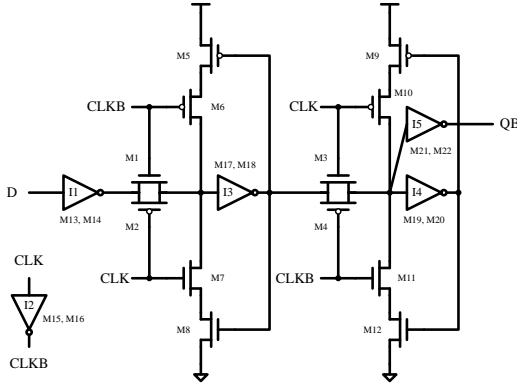 M5
M9
CLKB
M6
CLK
M10
I5
QB
M21, M22
M1
M17, M18
M3
D
I1
I3
I4
M13, M14
M2
M4
M19, M20
CLK
CLK
M7
CLKB
M11
I2
M15, M16
M8
M12
CLKB